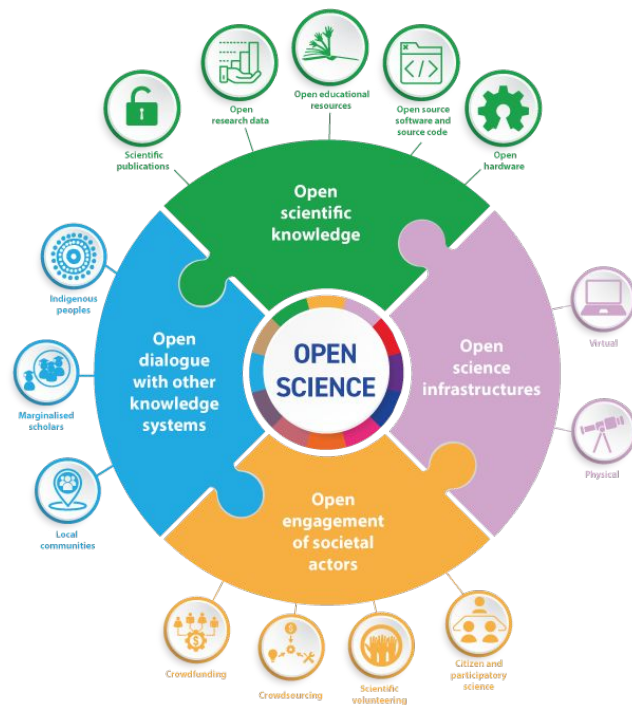 Open educational
resources
Open
research data
Open source
software and
source code
Scientific
publications
Open
hardware
Open
scientific
knowledge
Indigenous
peoples
Virtual
OPEN
SCIENCE
Open
dialogue
with other
knowledge
systems
Open
science
infrastructures
Marginalised
scholars
Physical
Open
engagement
of societal
actors
Local
communities
Crowdfunding
Crowdsourcing
Scientific
volunteering
Citizen and
participatory
science